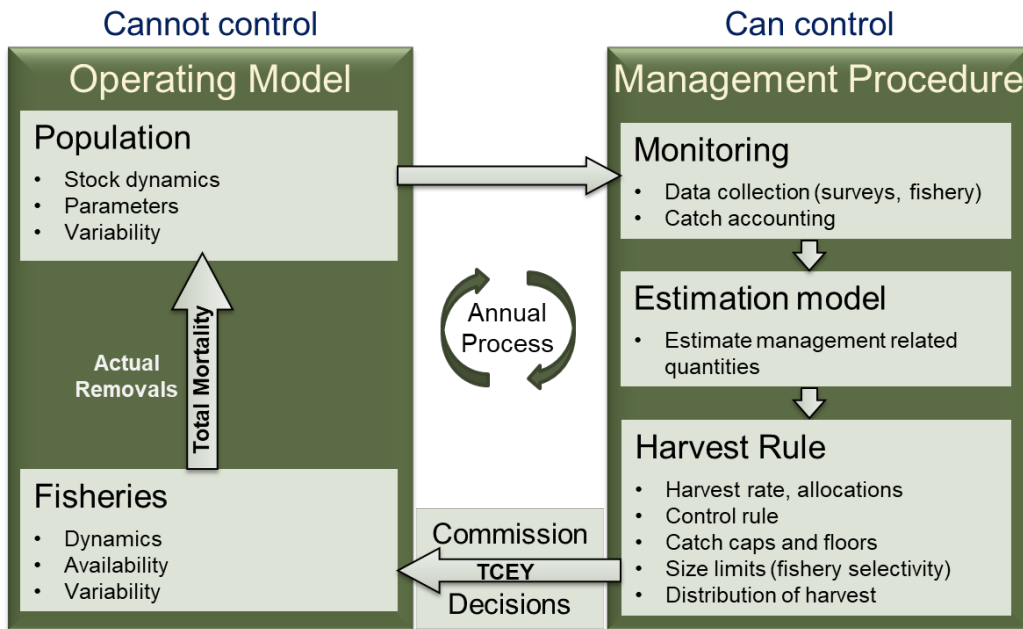 Cannot control
Operating Model
Population
• Stock dynamics
• Parameters
• Variability
Actual
Removals
Total Mortality
Fisheries
• Dynamics
• Availability
• Variability
Annual
Process
Commission
TCEY
Decisions
Can control
Management Procedure
Monitoring
• Data collection (surveys, fishery)
• Catch accounting
Estimation model
• Estimate management related
quantities
Harvest Rule
• Harvest rate, allocations
• Control rule
• Catch caps and floors
• Size limits (fishery selectivity)
• Distribution of harvest